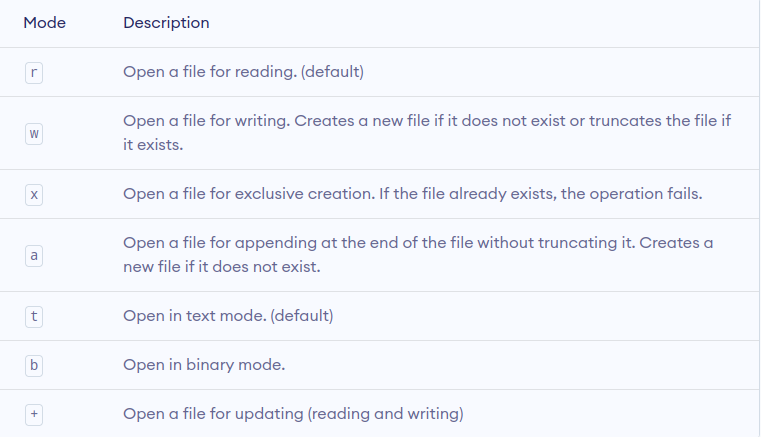 Mode Description
r Open a file for reading. (default)
w Open a file for writing. Creates a new file if it does not exist or truncates the file if
it exists.
x Open a file for exclusive creation. If the file already exists, the operation fails.
a Open a file for appending at the end of the file without truncating it. Creates a
new file if it does not exist.
t Open in text mode. (default)
b Open in binary mode.
+ Open a file for updating (reading and writing)